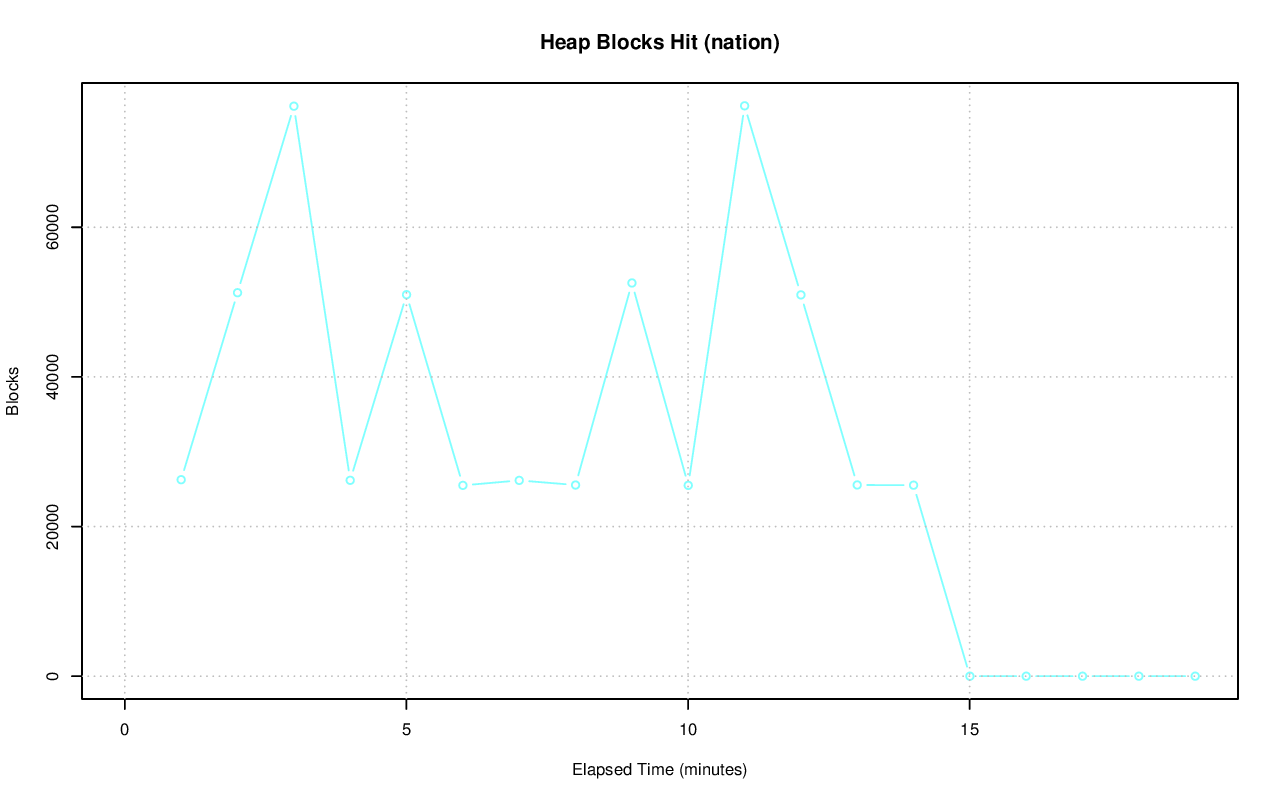 Heap Blocks Hit (nation)
Blocks
60000
40000
20000
0
0 5 10 15
Elapsed Time (minutes)